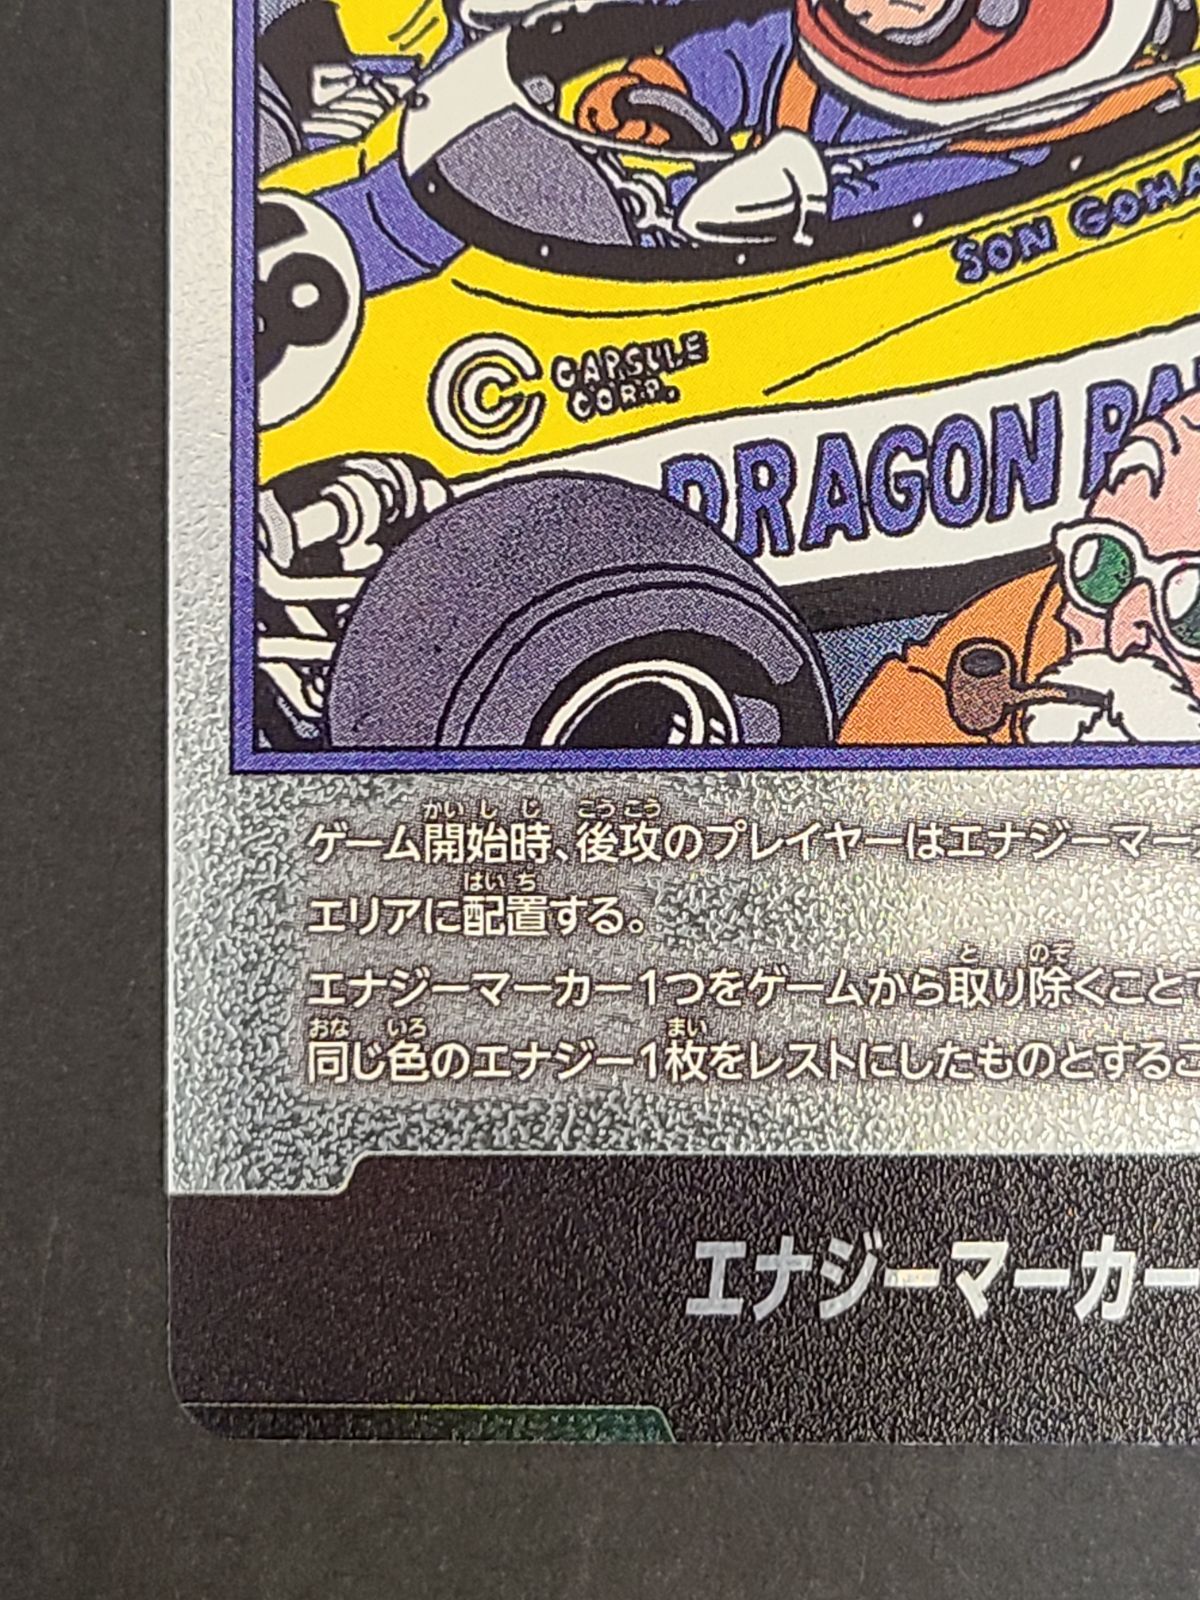 SON GOHA
CAPSULE
CORP.
DRAGON BA
ゲーム開始時、後攻のプレイヤーはエナジーマー
エリアに配置する。
エナジーマーカー1つをゲームから取り除くこと
同じ色のエナジー1枚をレストにしたものとするこ
エナジーマーカー